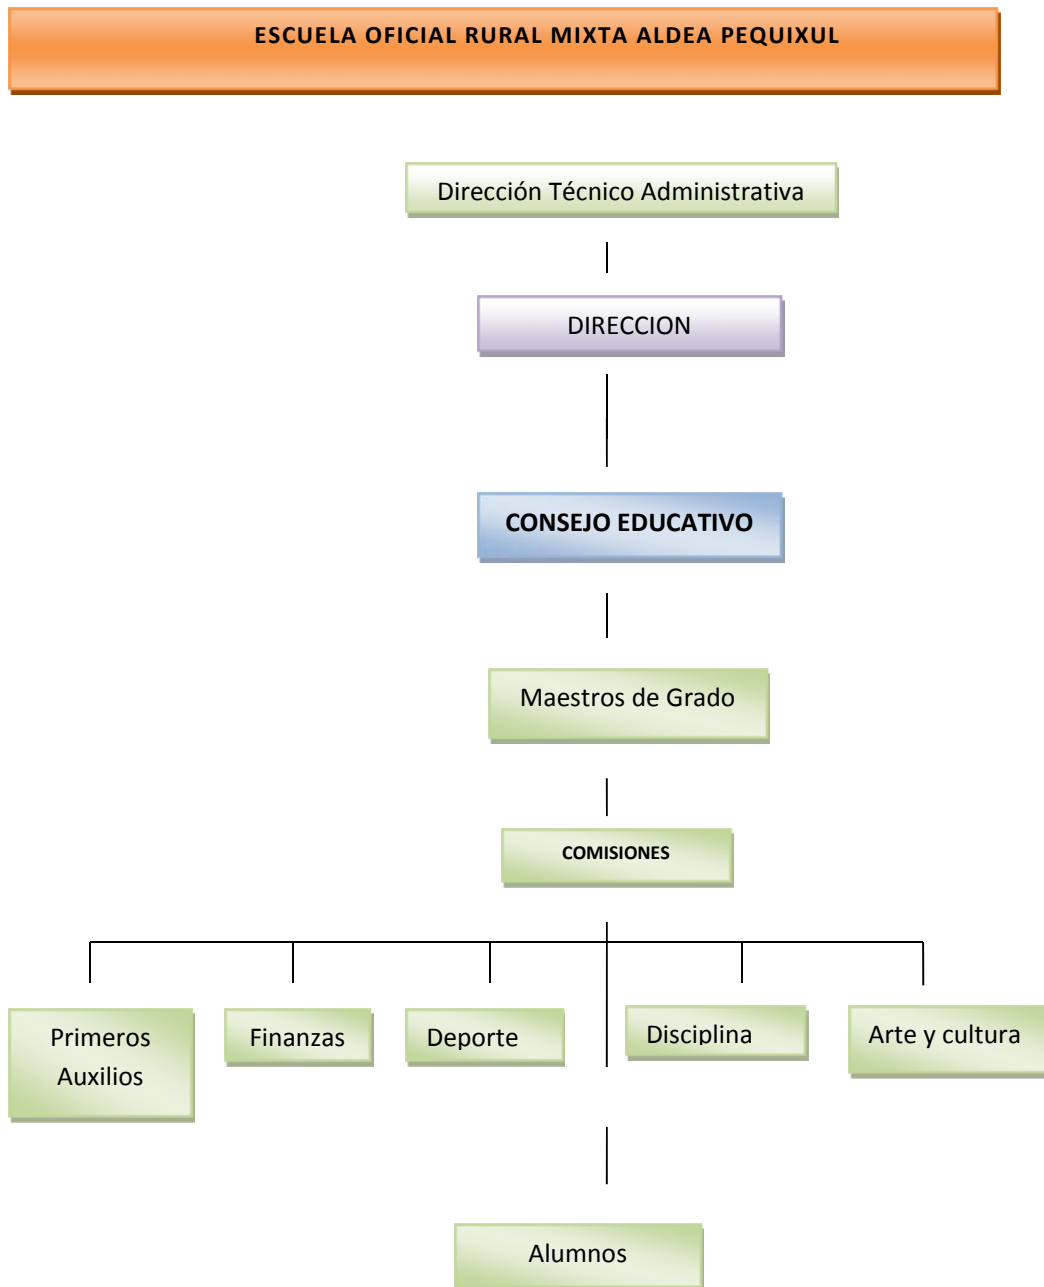 ESCUELA OFICIAL RURAL MIXTA ALDEA PEQUIXUL
Dirección Técnico Administrativa
DIRECCION
CONSEJO EDUCATIVO
Maestros de Grado
COMISIONES
Primeros
Auxilios
Finanzas
Deporte
Disciplina
Arte y cultura
Alumnos